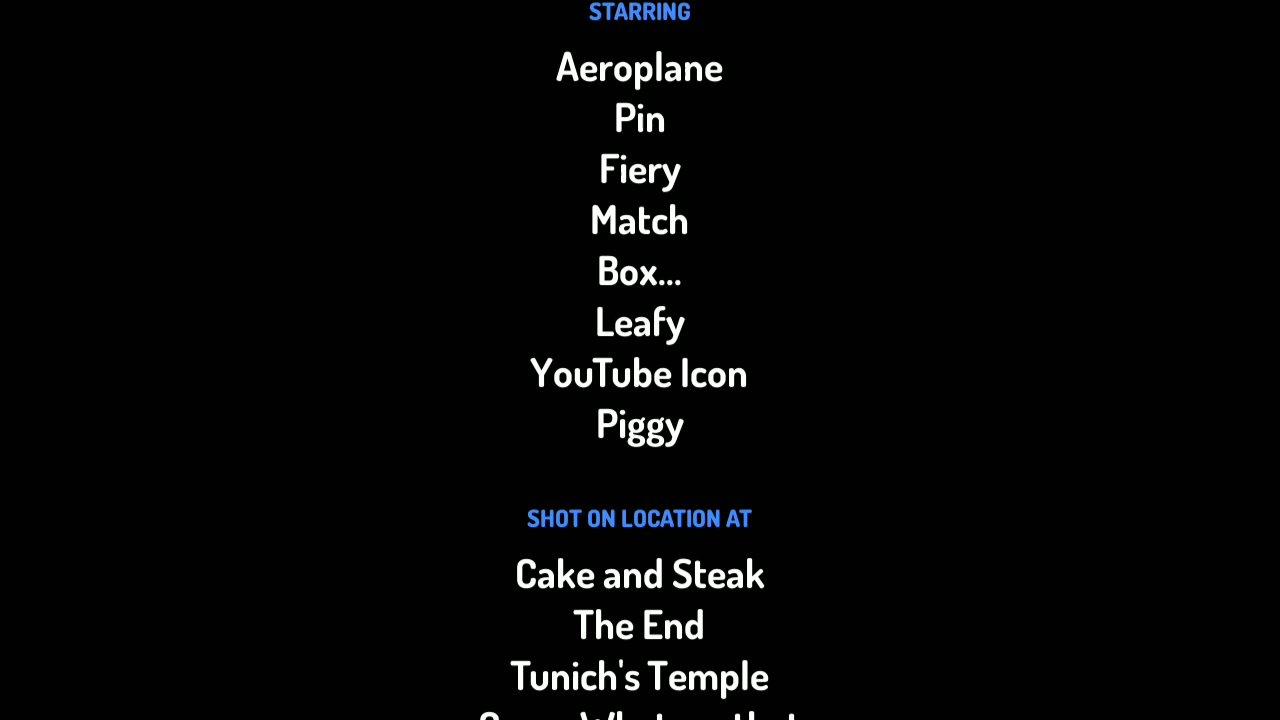 STARRING
Aeroplane
Pin
Fiery
Match
Box...
Leafy
YouTube Icon
Piggy
SHOT ON LOCATION AT
Cake and Steak
The End
Tunich's Temple